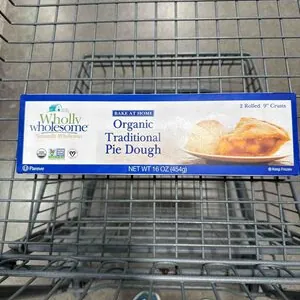 Wholly
wholesome
BAKE AT HOME
Organic
Traditional
Pie Dough
NET WT 16 OZ (454g)
2 Rolled 9" Crusts
Pareve
Keep Frozen